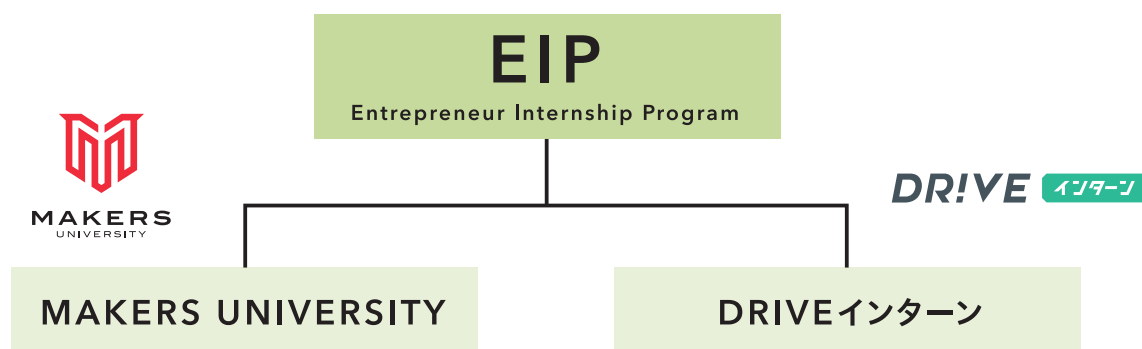 EIP
Entrepreneur Internship Program
MAKERS
UNIVERSITY
DR!VE インターン
MAKERS UNIVERSITY
DRIVEインターン